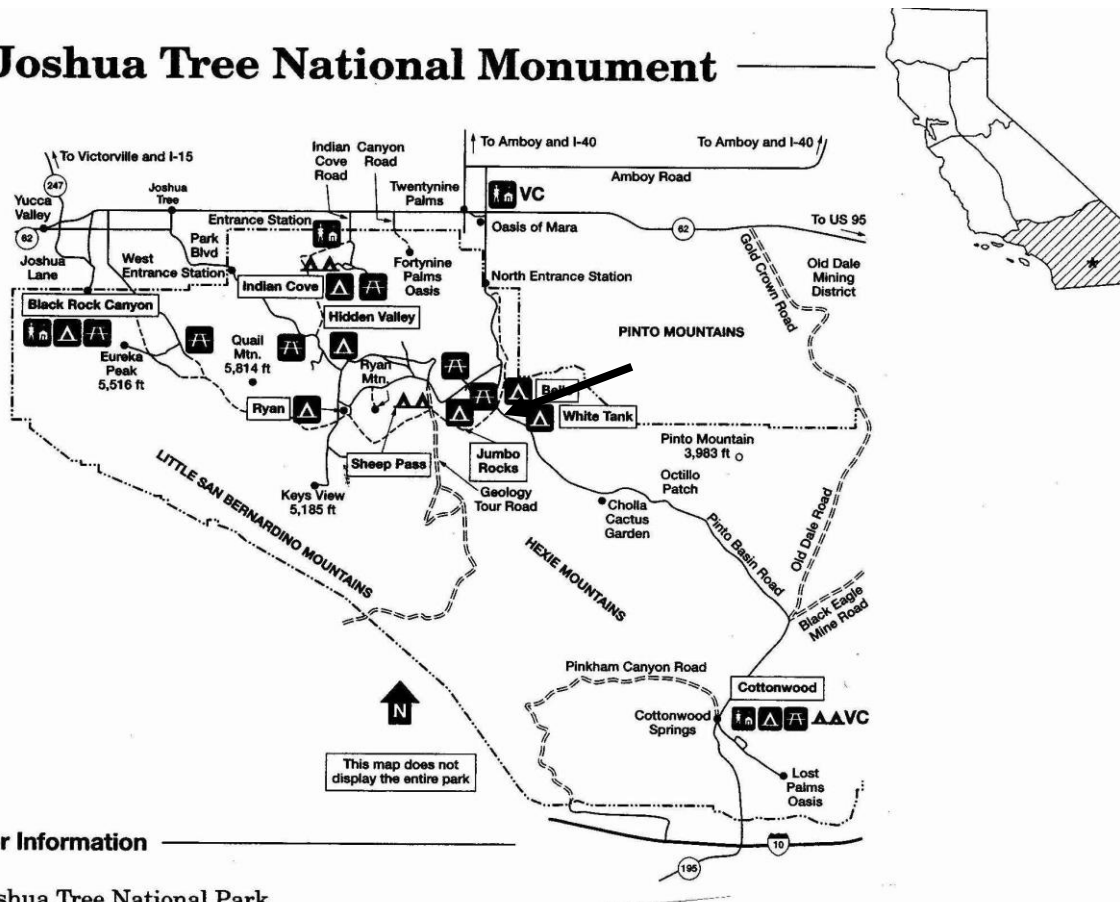 Joshua Tree National Monument
To Victorville and I-15
Indian
Cove
Road
Canyon
Road
To Amboy and I-40
To Amboy and I-40
Amboy Road
247
Yucca
Valley
Joshua
Tree
Twentynine
Palms
VC
Entrance Station
Oasis of Mara
62
To US 95
62
Joshua
Lane
Park
Blvd
West
Entrance Station
Fortynine
Palms
Oasis
North Entrance Station
Gold Crown Road
Old Dale
Mining
District
Indian Cove
Black Rock Canyon
Hidden Valley
PINTO MOUNTAINS
Eureka
Peak
5,516 ft
Quail
Mtn.
5,814 ft
Ryan
Mtn.
Ryan
White Tank
Sheep Pass
Jumbo
Rocks
Pinto Mountain
3,983 ft
Geology
Tour Road
Octillo
Patch
Keys View
5,185 ft
Cholla
Cactus
Garden
LITTLE SAN BERNARDINO MOUNTAINS
HEXIE MOUNTAINS
Pinto Basin Road
Old Dale Road
Black Eagle
Mine Road
Pinkham Canyon Road
Cottonwood
N
Cottonwood
Springs
VC
This map does not
display the entire park
Lost
Palms
Oasis
r Information
10
195
shua Tree National Park